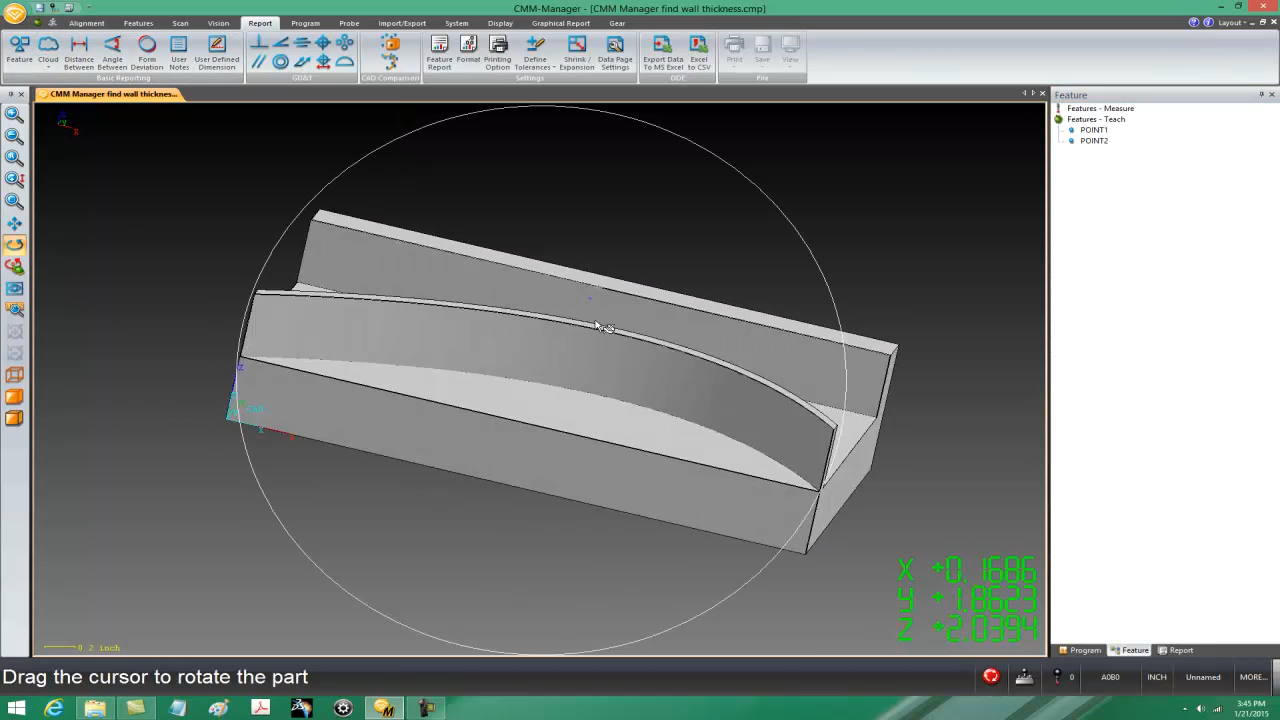 CMM-Manager - [CMM Manager find wall thickness.cmp]
Alignment Features Scan Vision Report Program Probe Import/Export System Display Graphical Report Gear Layout
Feature Cloud Distance Between Angle Between Form Deviation User Notes User Defined Dimension
Feature Report Format Printing Option Define Tolerances Shrink / Expansion Data Page Settings Export Data To MS Excel Excel to CSV Print Save View
Basic Reporting GD&T CAD Comparison Settings DDE File
CMM Manager find wall thicknes...
Feature
Features - Measure
Features - Teach
POINT1
POINT2
X +0.1686
Y +1.8623
Z +2.0394
0.2 inch
Program Feature Report
Drag the cursor to rotate the part
0 A0B0 INCH Unnamed MORE...
3:45 PM
1/21/2015